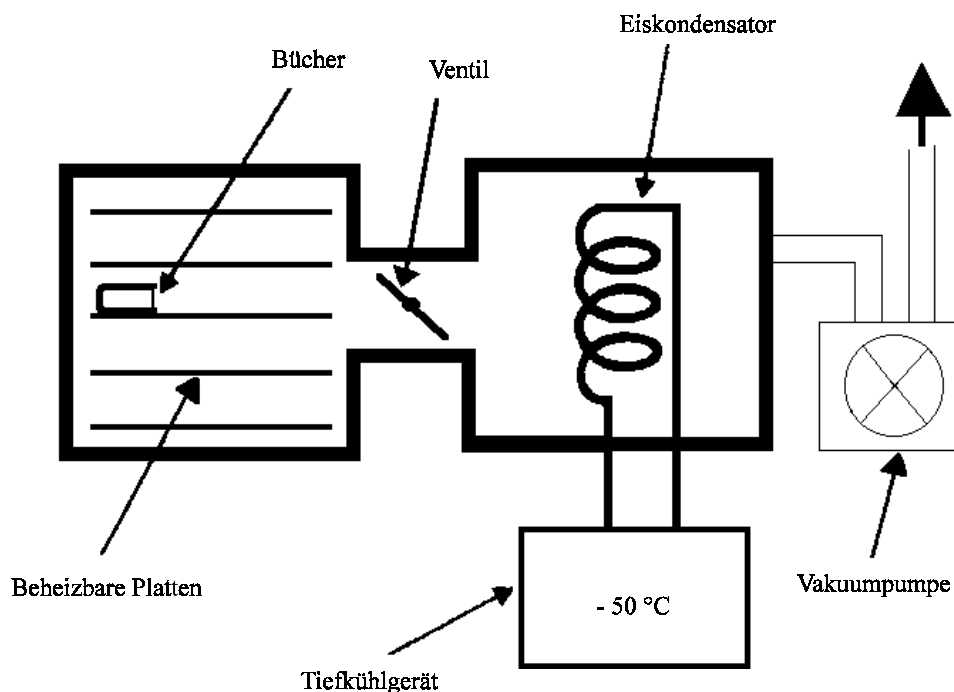 Eiskondensator
Bücher
Ventil
Beheizbare Platten
Vakuumpumpe
- 50 °C
Tiefkühlgerät